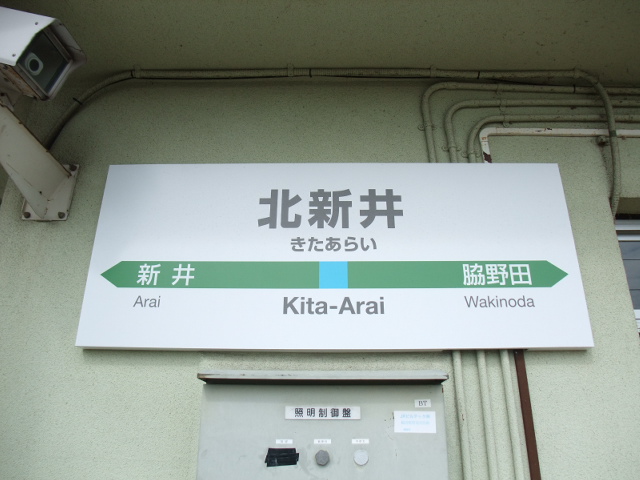 北新井
きたあらい
新井
脇野田
Arai
Kita-Arai
Wakinoda
照明制御盤